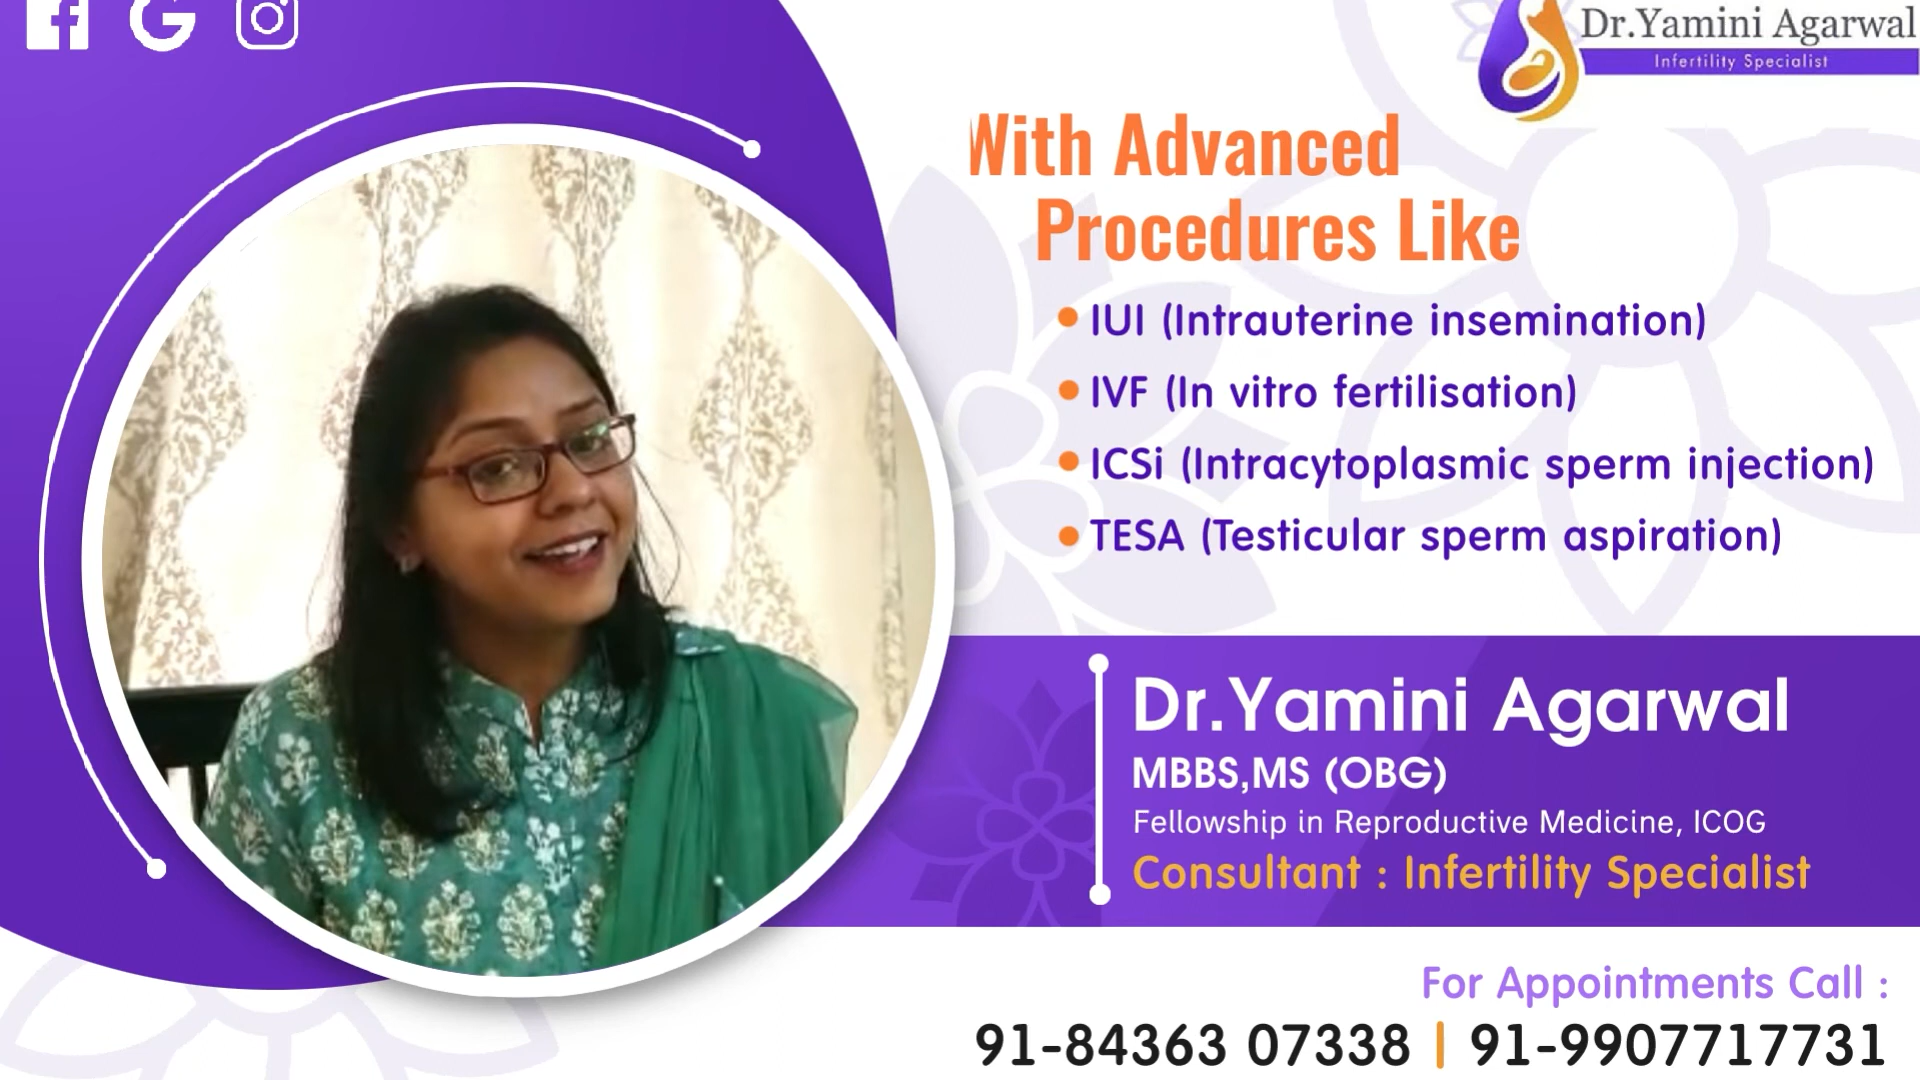 Dr.Yamini Agarwal
Infertility Specialist
With Advanced
Procedures Like
IUI (Intrauterine insemination)
IVF (In vitro fertilisation)
ICSi (Intracytoplasmic sperm injection)
TESA (Testicular sperm aspiration)
Dr.Yamini Agarwal
MBBS,MS (OBG)
Fellowship in Reproductive Medicine, ICOG
Consultant : Infertility Specialist
For Appointments Call :
91-84363 07338 | 91-9907717731